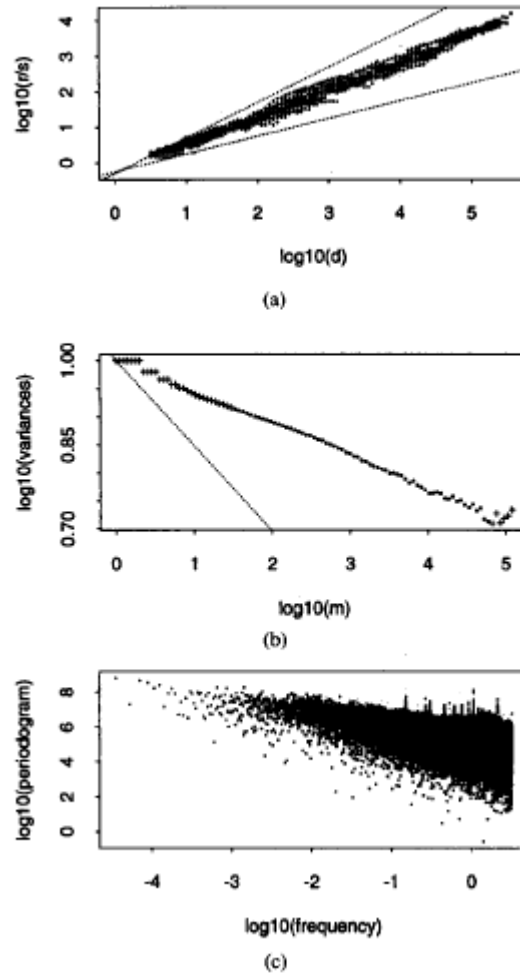 log10(r/s)
4
3
2
1
0
0 1 2 3 4 5
log10(d)
(a)
log10(variances)
1.00
0.85
0.70
0 1 2 3 4 5
log10(m)
(b)
log10(periodogram)
8
6
4
2
0
-4 -3 -2 -1 0
log10(frequency)
(c)